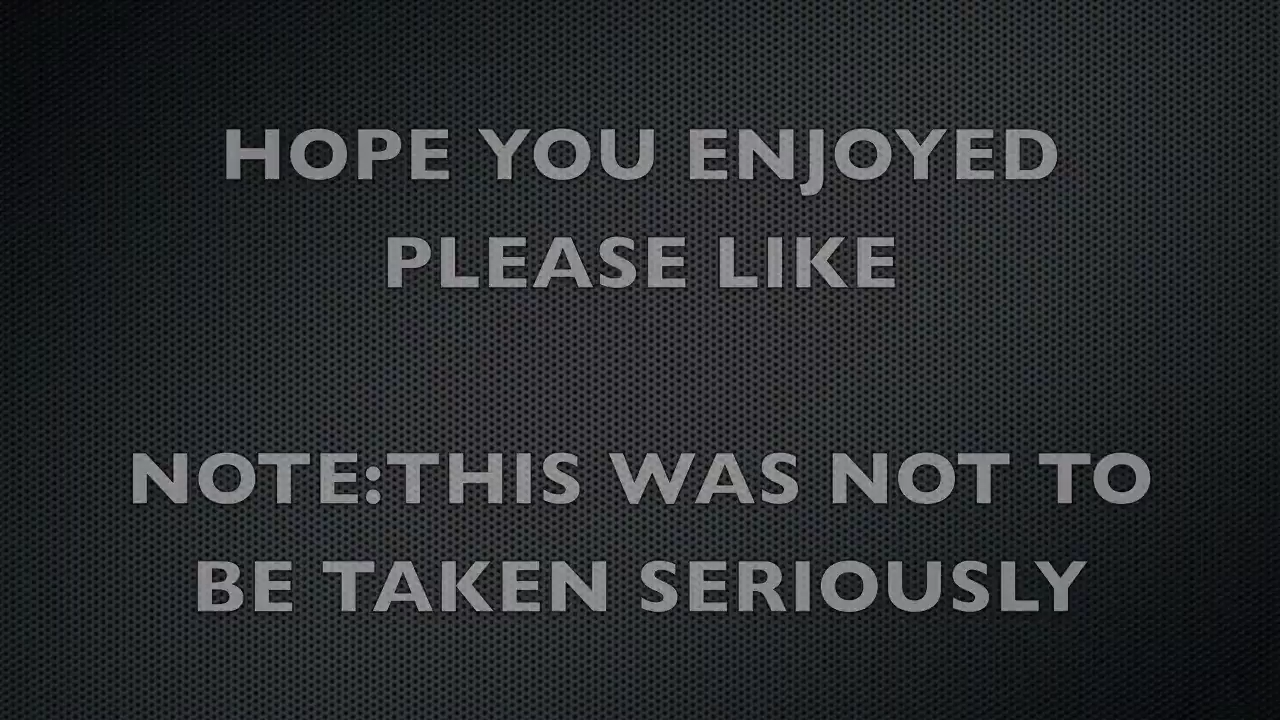 HOPE YOU ENJOYED
PLEASE LIKE
NOTE:THIS WAS NOT TO
BE TAKEN SERIOUSLY